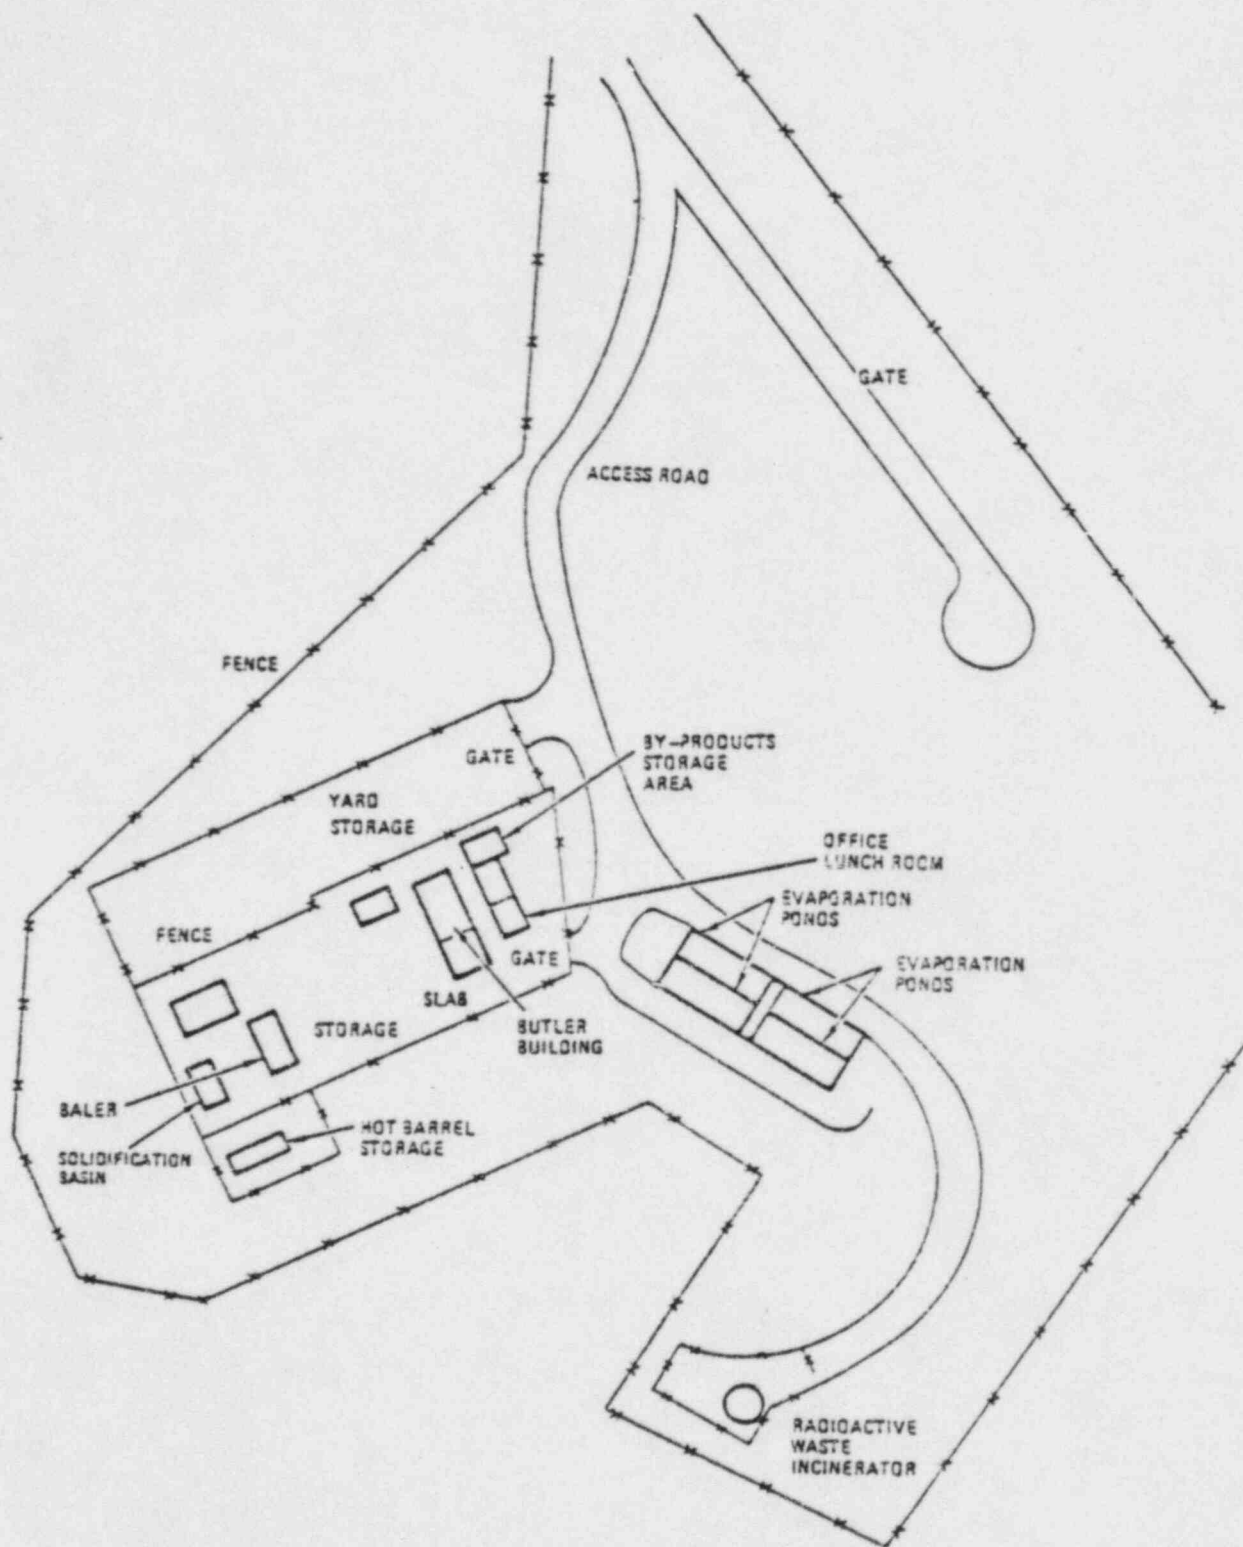 GATE
ACCESS ROAD
FENCE
GATE
BY-PRODUCTS
STORAGE
AREA
YARD
STORAGE
OFFICE
LUNCH ROOM
EVAPORATION
PONDS
FENCE
GATE
EVAPORATION
PONDS
SLAB
STORAGE
BUTLER
BUILDING
BALER
HOT BARREL
STORAGE
SOLIDIFICATION
BASIN
RADIOACTIVE
WASTE
INCINERATOR